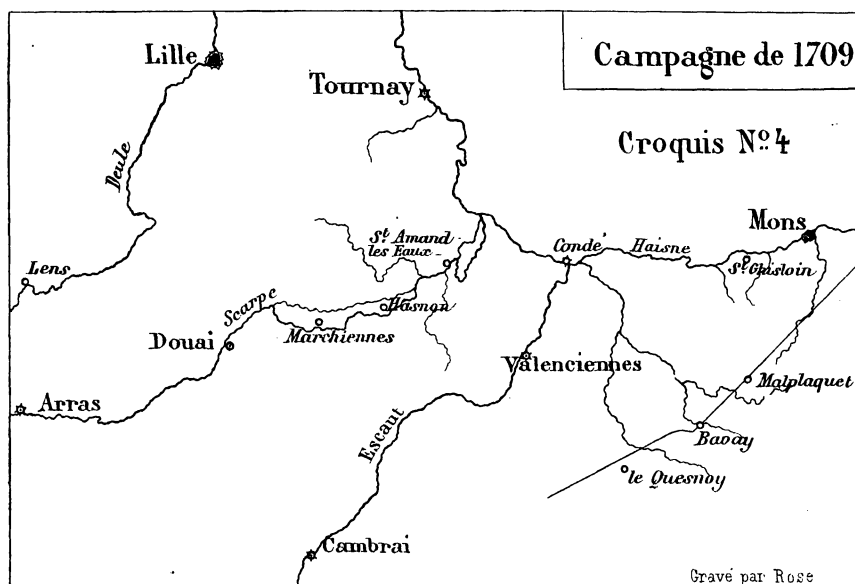 Campagne de 1709
Croquis Nº 4
Lille
Tournay
Deule
Mons
St Amand
les Eaux
Condé
Haisne
St Ghisloin
Lens
Scarpe
Hasnon
Marchiennes
Douai
Valenciennes
Malplaquet
Arras
Escaut
Bavay
le Quesnoy
Cambrai
Gravé par Rose